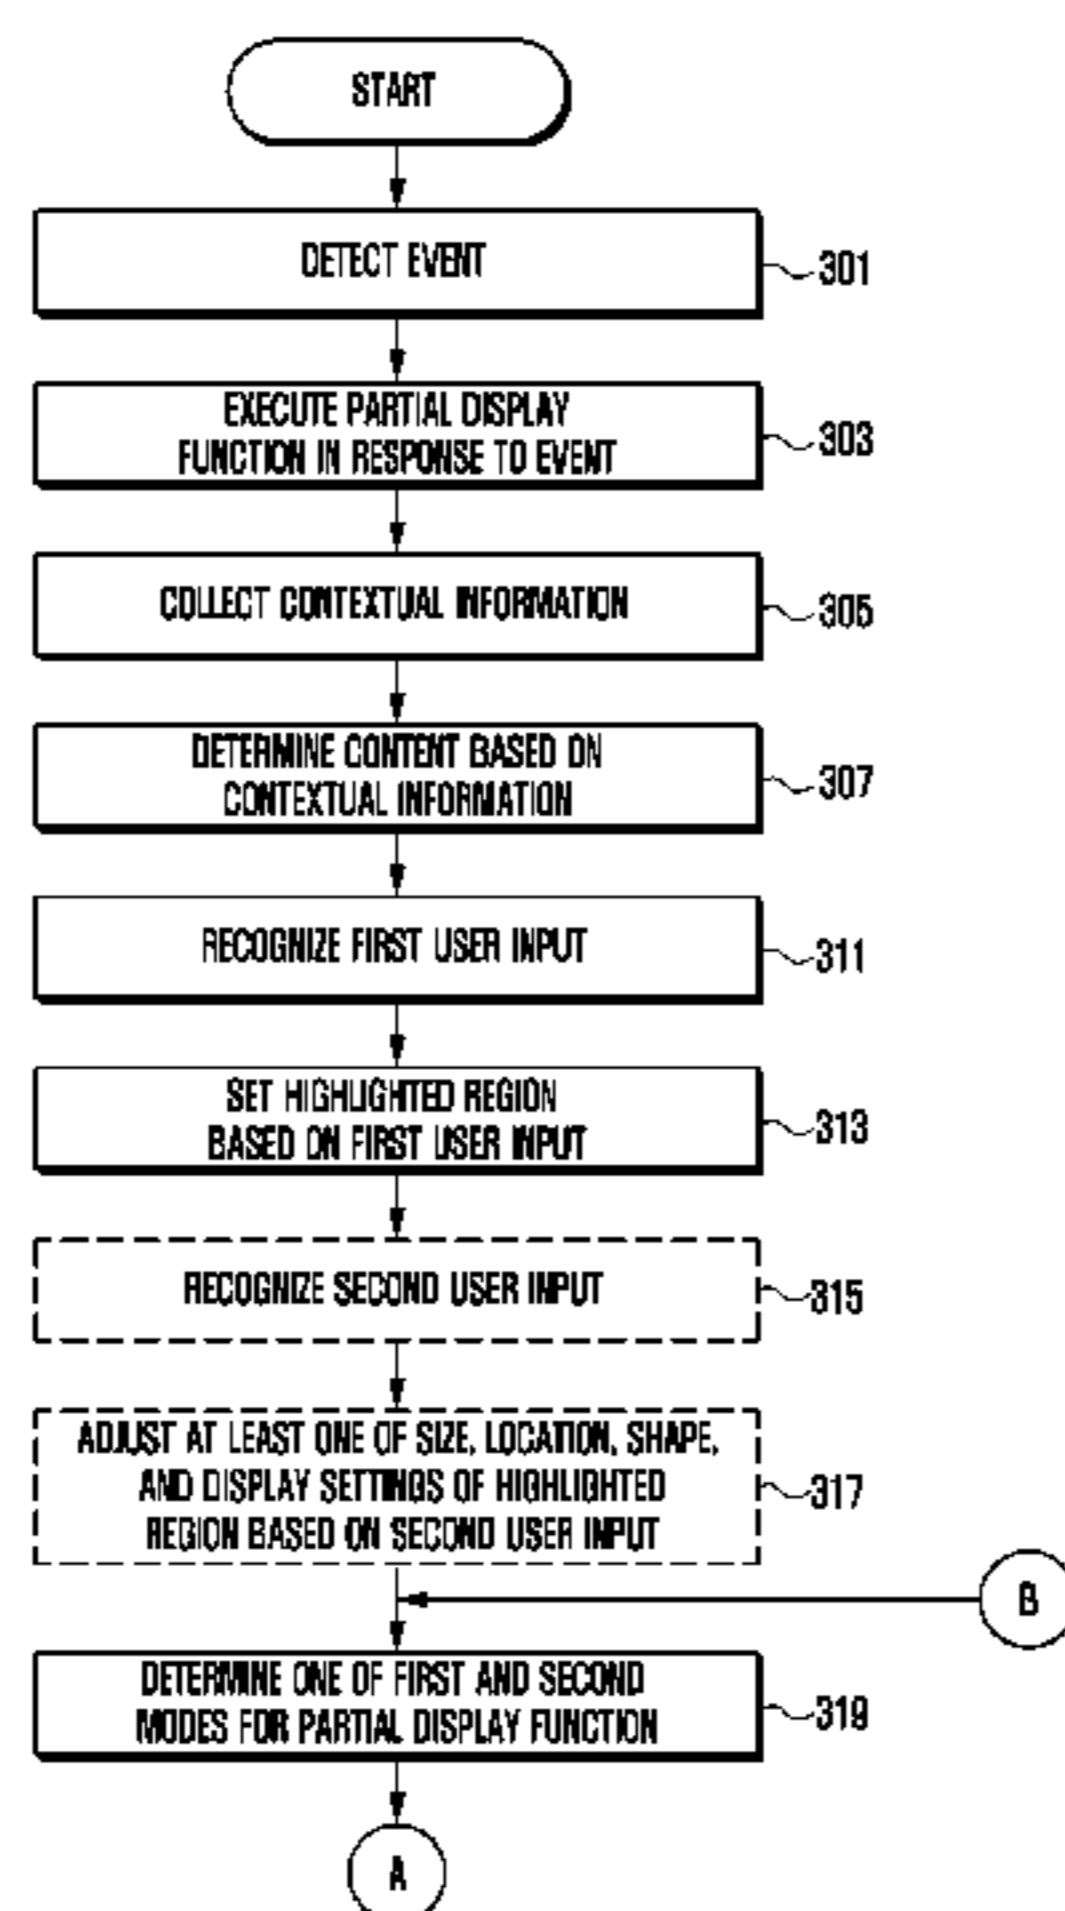 START
DETECT EVENT
301
EXECUTE PARTIAL DISPLAY
FUNCTION IN RESPONSE TO EVENT
303
COLLECT CONTEXTUAL INFORMATION
305
DETERMINE CONTENT BASED ON
CONTEXTUAL INFORMATION
307
RECOGNIZE FIRST USER INPUT
311
SET HIGHLIGHTED REGION
BASED ON FIRST USER INPUT
313
RECOGNIZE SECOND USER INPUT
315
ADJUST AT LEAST ONE OF SIZE, LOCATION, SHAPE,
AND DISPLAY SETTINGS OF HIGHLIGHTED
REGION BASED ON SECOND USER INPUT
317
B
DETERMINE ONE OF FIRST AND SECOND
MODES FOR PARTIAL DISPLAY FUNCTION
319
A